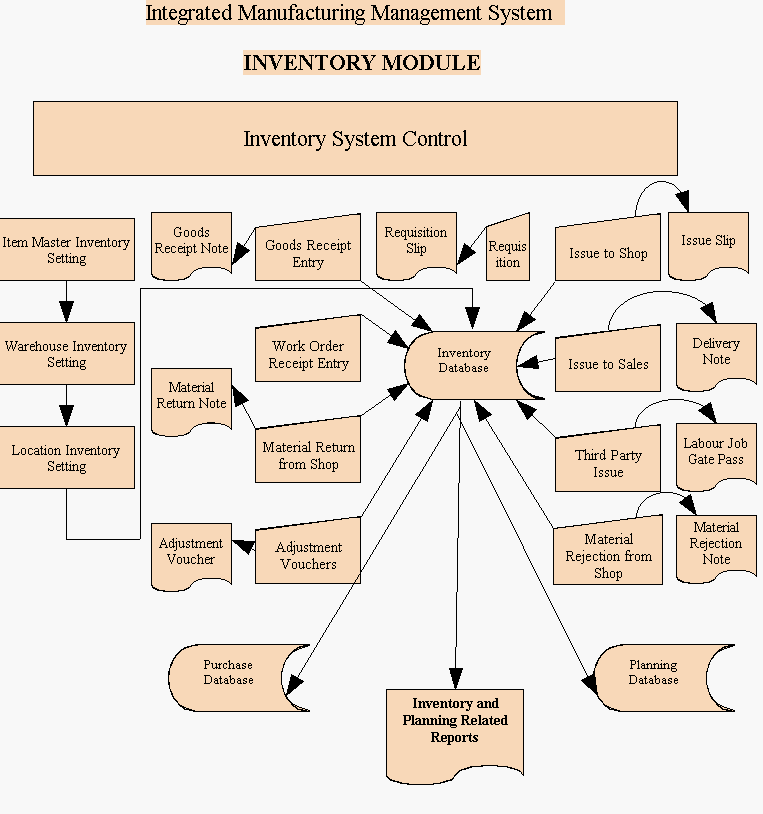 Integrated Manufacturing Management System
INVENTORY MODULE
Inventory System Control
Item Master Inventory
Setting
Warehouse Inventory
Setting
Location Inventory
Setting
Goods
Receipt Note
Goods Receipt
Entry
Requisition
Slip
Requis
ition
Issue to Shop
Issue Slip
Work Order
Receipt Entry
Inventory
Database
Issue to Sales
Delivery
Note
Material
Return Note
Material Return
from Shop
Third Party
Issue
Labour Job
Gate Pass
Adjustment
Voucher
Adjustment
Vouchers
Material
Rejection from
Shop
Material
Rejection
Note
Purchase
Database
Inventory and
Planning Related
Reports
Planning
Database